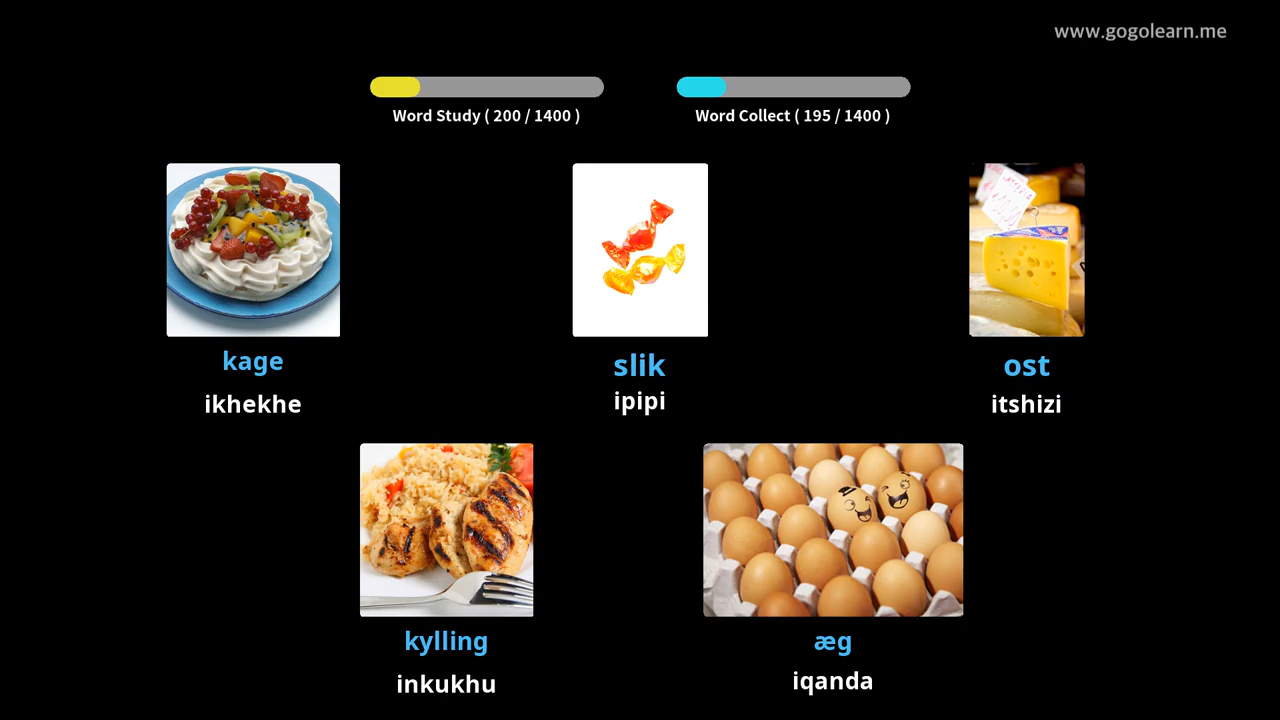 www.gogolearn.me
Word Study ( 200 / 1400 )
Word Collect ( 195 / 1400 )
kage
ikhekhe
slik
ipipi
ost
itshizi
kylling
inkukhu
æg
iqanda